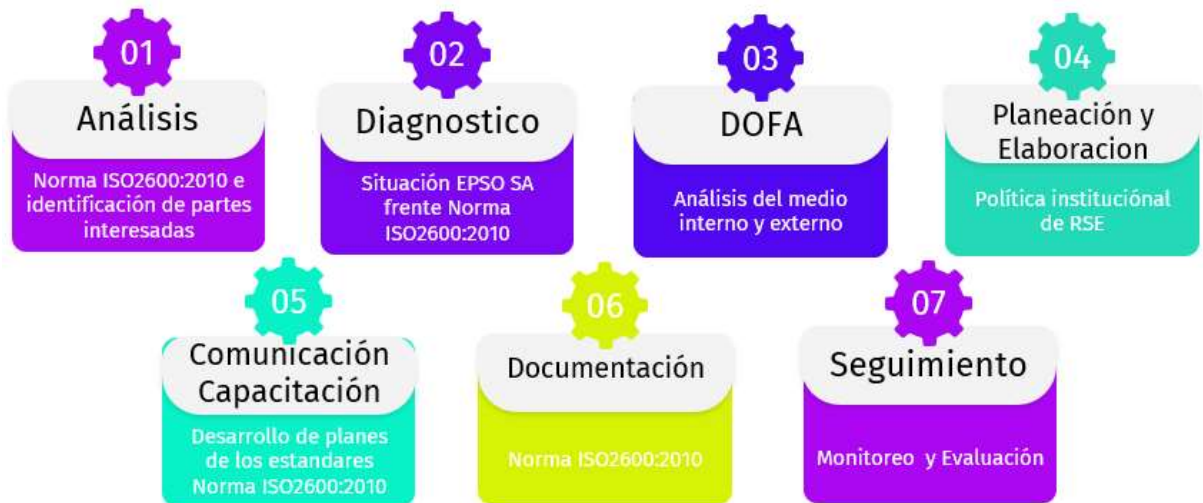 01
Análisis
Norma ISO2600:2010 e
identificación de partes
interesadas
02
Diagnostico
Situación EPSO SA
frente Norma
ISO2600:2010
03
DOFA
Análisis del medio
interno y externo
04
Planeación y
Elaboracion
Política instituciónal
de RSE
05
Comunicación
Capacitación
Desarrollo de planes
de los estandares
Norma ISO2600:2010
06
Documentación
Norma ISO2600:2010
07
Seguimiento
Monitoreo y Evaluación